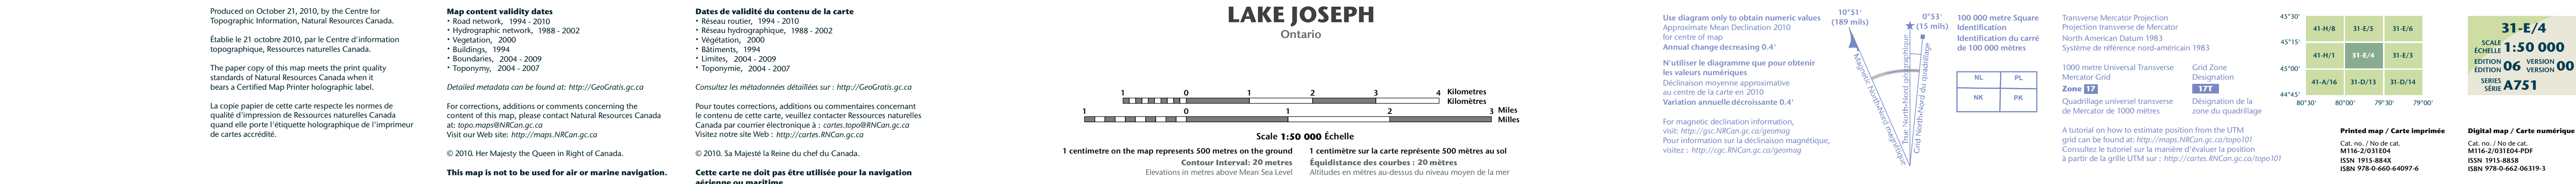 Produced on October 21, 2010, by the Centre for
Topographic Information, Natural Resources Canada.
Établie le 21 octobre 2010, par le Centre d'information
topographique, Ressources naturelles Canada.
The paper copy of this map meets the print quality
standards of Natural Resources Canada when it
bears a Certified Map Printer holographic label.
La copie papier de cette carte respecte les normes de
qualité d'impression de Ressources naturelles Canada
quand elle porte l'étiquette holographique de l'imprimeur
de cartes accrédité.
Map content validity dates
• Road network, 1994 - 2010
• Hydrographic network, 1988 - 2002
• Vegetation, 2000
• Buildings, 1994
• Boundaries, 2004 - 2009
• Toponymy, 2004 - 2007
Detailed metadata can be found at: http://GeoGratis.gc.ca
For corrections, additions or comments concerning the
content of this map, please contact Natural Resources Canada
at: topo.maps@NRCan.gc.ca
Visit our Web site: http://maps.NRCan.gc.ca
© 2010. Her Majesty the Queen in Right of Canada.
This map is not to be used for air or marine navigation.
Dates de validité du contenu de la carte
• Réseau routier, 1994 - 2010
• Réseau hydrographique, 1988 - 2002
• Végétation, 2000
• Bâtiments, 1994
• Limites, 2004 - 2009
• Toponymie, 2004 - 2007
Consultez les métadonnées détaillées sur : http://GeoGratis.gc.ca
Pour toutes corrections, additions ou commentaires concernant
le contenu de cette carte, veuillez contacter Ressources naturelles
Canada par courrier électronique à : cartes.topo@RNCan.gc.ca
Visitez notre site Web : http://cartes.RNCan.gc.ca
© 2010. Sa Majesté la Reine du chef du Canada.
Cette carte ne doit pas être utilisée pour la navigation
aérienne ou maritime.
LAKE JOSEPH
Ontario
1 0 1 2 3 4 Kilometres
Kilomètres
1 0 1 2 3 Miles
Milles
Scale 1:50 000 Échelle
1 centimetre on the map represents 500 metres on the ground
Contour Interval: 20 metres
Elevations in metres above Mean Sea Level
1 centimètre sur la carte représente 500 mètres au sol
Équidistance des courbes : 20 mètres
Altitudes en mètres au-dessus du niveau moyen de la mer
Use diagram only to obtain numeric values
Approximate Mean Declination 2010
for centre of map
Annual change decreasing 0.4'
N'utiliser le diagramme que pour obtenir
les valeurs numériques
Déclinaison moyenne approximative
au centre de la carte en 2010
Variation annuelle décroissante 0.4'
For magnetic declination information,
visit: http://gsc.NRCan.gc.ca/geomag
Pour information sur la déclinaison magnétique,
visitez : http://cgc.RNCan.gc.ca/geomag
10°51'
(189 mils)
0°53'
(15 mils)
Magnetic North/Nord magnétique
True North/Nord géographique
Grid North/Nord du quadrillage
100 000 metre Square
Identification
Identification du carré
de 100 000 mètres
NL PL
NK PK
Transverse Mercator Projection
Projection transverse de Mercator
North American Datum 1983
Système de référence nord-américain 1983
1000 metre Universal Transverse
Mercator Grid
Zone 17
Quadrillage universel transverse
de Mercator de 1000 mètres
Grid Zone
Designation
17T
Désignation de la
zone du quadrillage
A tutorial on how to estimate position from the UTM
grid can be found at: http://maps.NRCan.gc.ca/topo101
Consultez le tutoriel sur la manière d'évaluer la position
à partir de la grille UTM sur : http://cartes.RNCan.gc.ca/topo101
45°30'
41-H/8 31-E/5 31-E/6
45°15'
41-H/1 31-E/4 31-E/3
45°00'
41-A/16 31-D/13 31-D/14
44°45'
80°30' 80°00' 79°30' 79°00'
31-E/4
SCALE
ÉCHELLE 1:50 000
EDITION
ÉDITION 06 VERSION
VERSION 00
SERIES
SÉRIE A751
Printed map / Carte imprimée
Cat. no. / No de cat.
M116-2/031E04
ISSN 1915-884X
ISBN 978-0-660-64097-6
Digital map / Carte numérique
Cat. no. / No de cat.
M116-2/031E04-PDF
ISSN 1915-8858
ISBN 978-0-662-06319-3